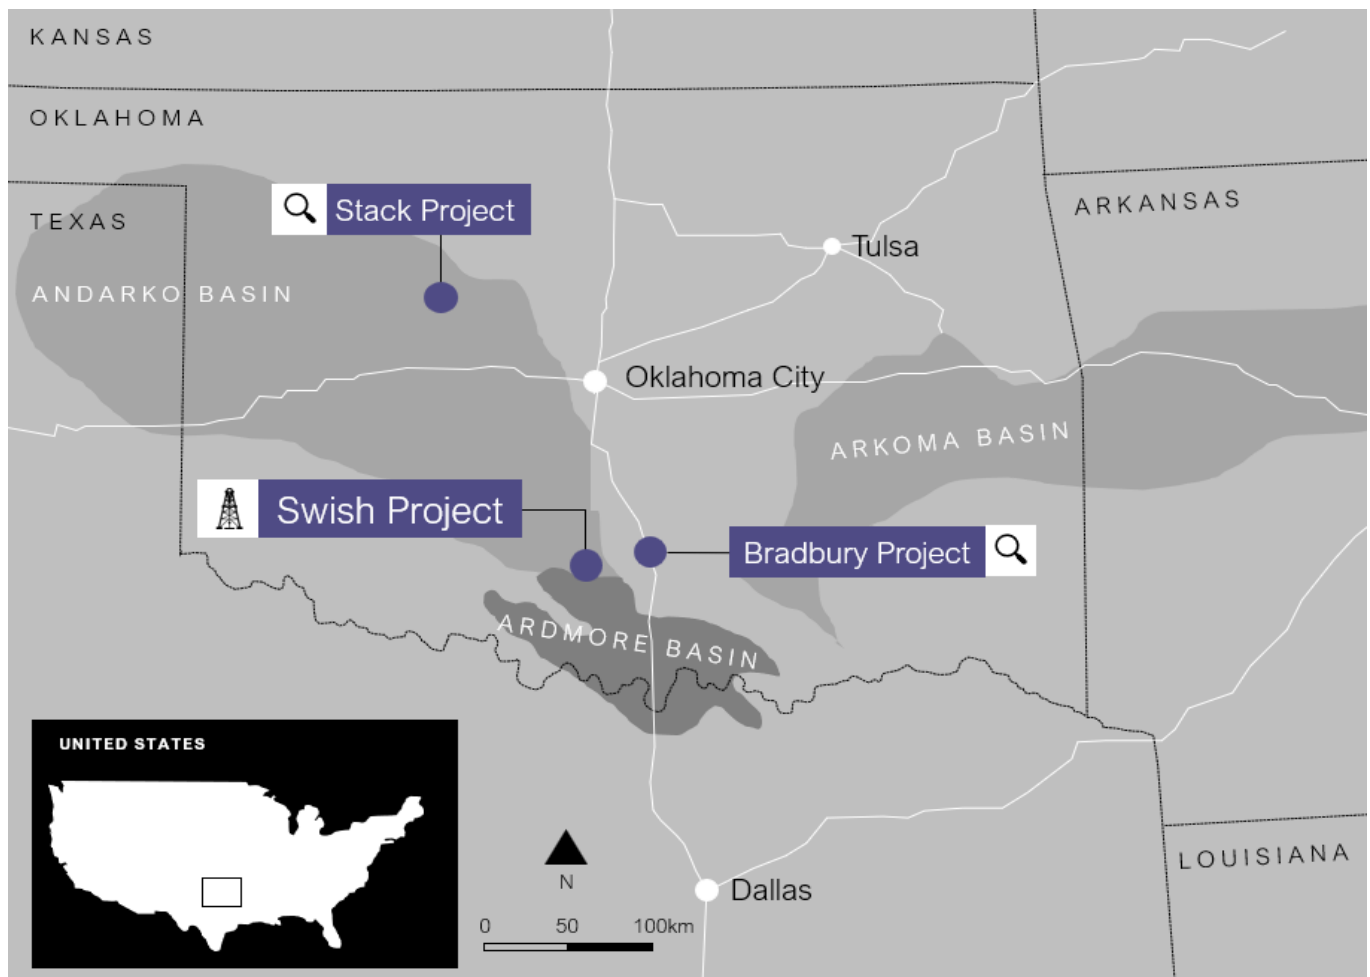 KANSAS
OKLAHOMA
TEXAS
ARKANSAS
Stack Project
Tulsa
ANDARKO BASIN
Oklahoma City
ARKOMA BASIN
Swish Project
Bradbury Project
ARDMORE BASIN
UNITED STATES
LOUISIANA
N
Dallas
0 50 100km